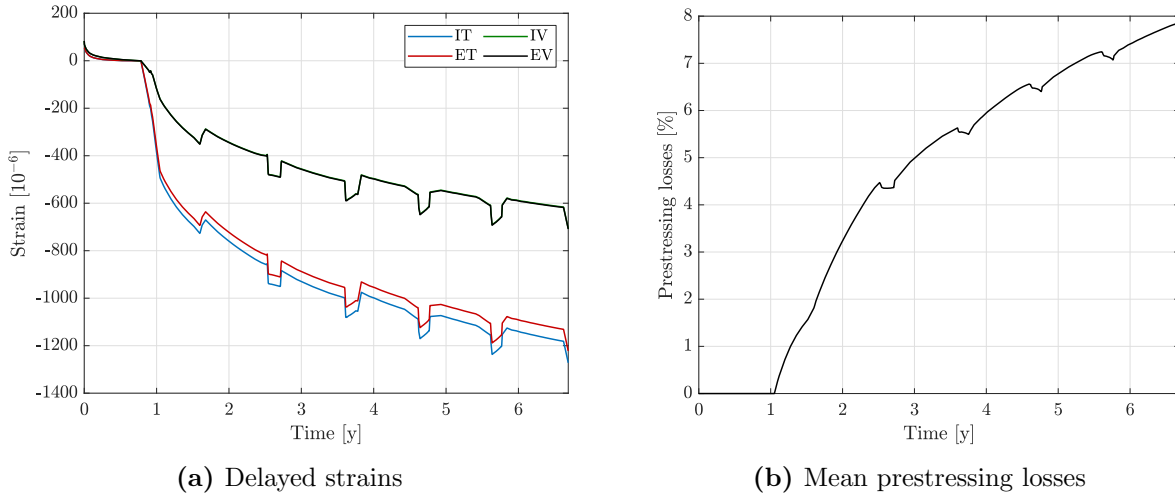 IT IV
ET EV
0
-200
-400
-600
-800
-1000
-1200
-1400
Strain [10⁻⁶]
0 1 2 3 4 5 6
Time [y]
(a) Delayed strains
8
7
6
5
4
3
2
1
0
Prestressing losses [%]
0 1 2 3 4 5 6
Time [y]
(b) Mean prestressing losses